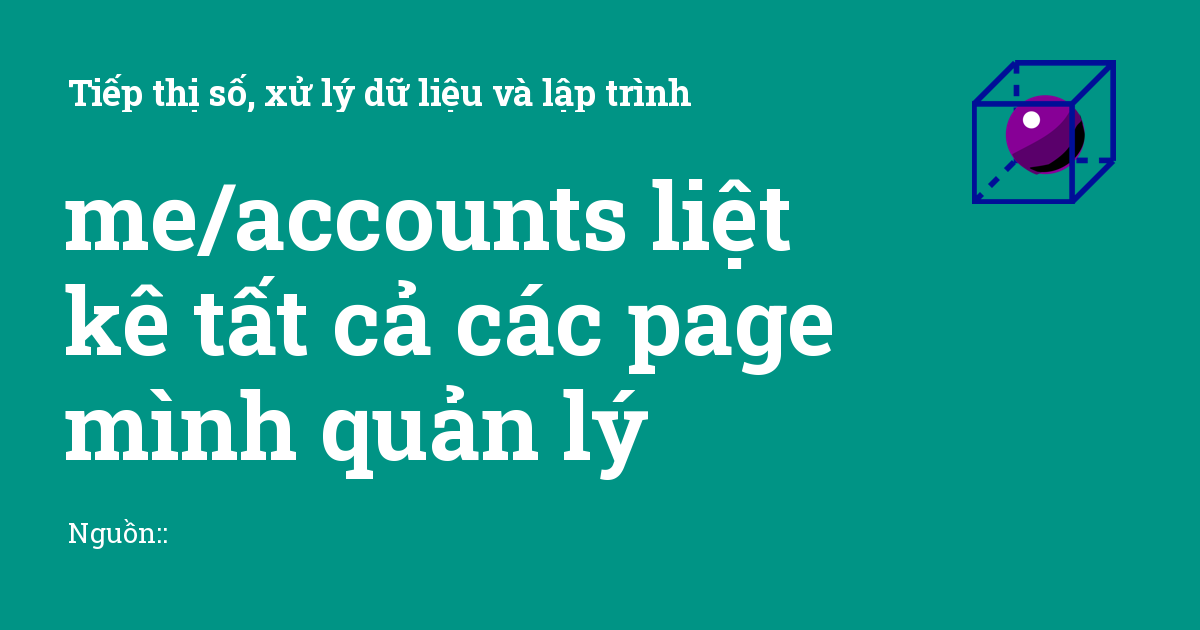 Tiếp thị số, xử lý dữ liệu và lập trình
me/accounts liệt
kê tất cả các page
mình quản lý
Nguồn::